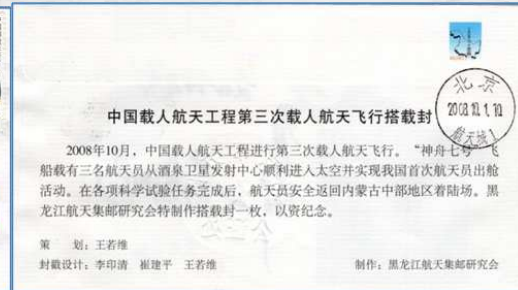 北京
2008.10.1.10
航天城1
中国载人航天工程第三次载人航天飞行搭载封
2008年10月，中国载人航天工程进行第三次载人航天飞行。“神舟七号”飞
船载有三名航天员从酒泉卫星发射中心顺利进入太空并实现我国首次航天员出舱
活动。在各项科学试验任务完成后，航天员安全返回内蒙古中部地区着陆场。黑
龙江航天集邮研究会特制作搭载封一枚，以资纪念。
策 划：王若维
封戳设计：李印清 崔建平 王若维
制作：黑龙江航天集邮研究会